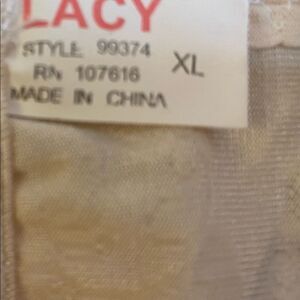 LACY
STYLE 99374
RN 107616
XL
MADE IN CHINA